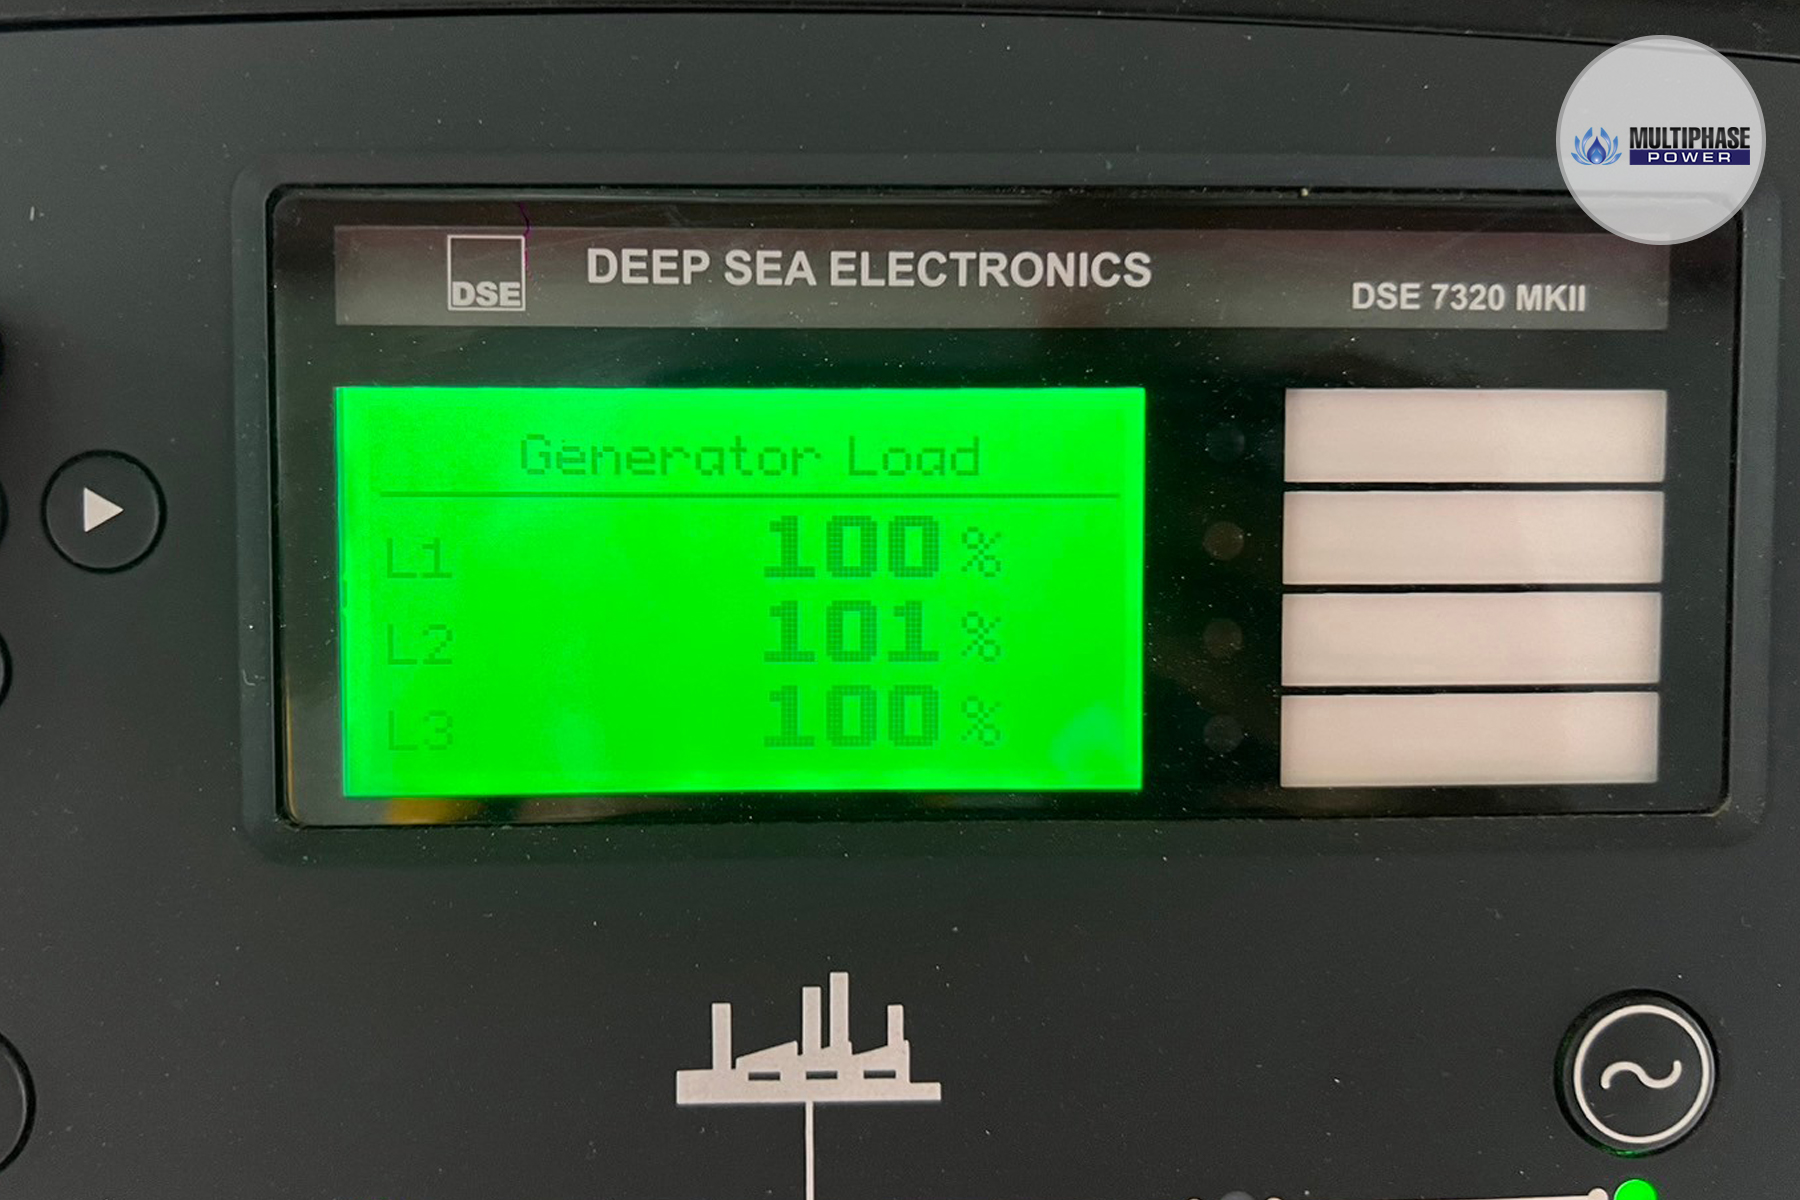 MULTIPHASE
POWER
DSE
DEEP SEA ELECTRONICS
DSE 7320 MKII
Generator Load
L1 100 %
L2 101 %
L3 100 %